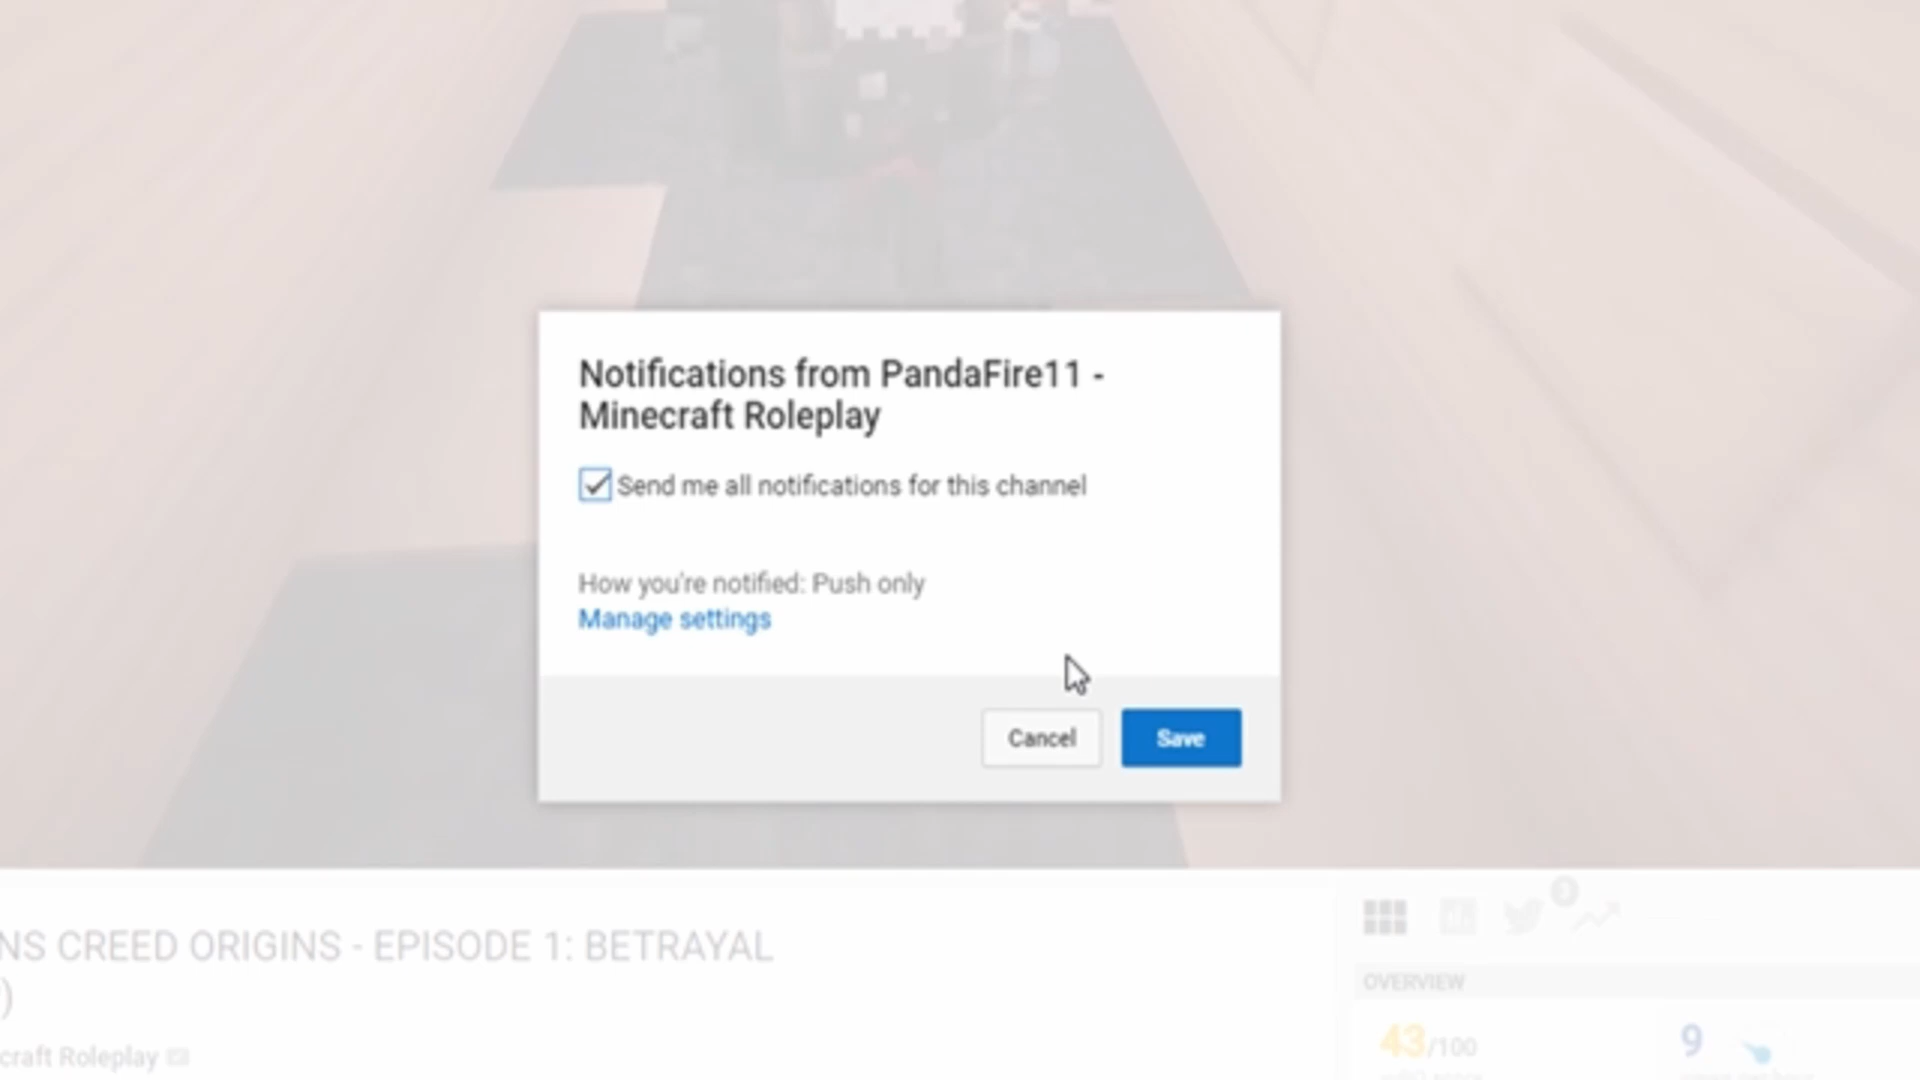 Notifications from PandaFire11 -
Minecraft Roleplay
Send me all notifications for this channel
How you're notified: Push only
Manage settings
Cancel
Save
NS CREED ORIGINS - EPISODE 1: BETRAYAL
)
craft Roleplay
OVERVIEW
43/100
9